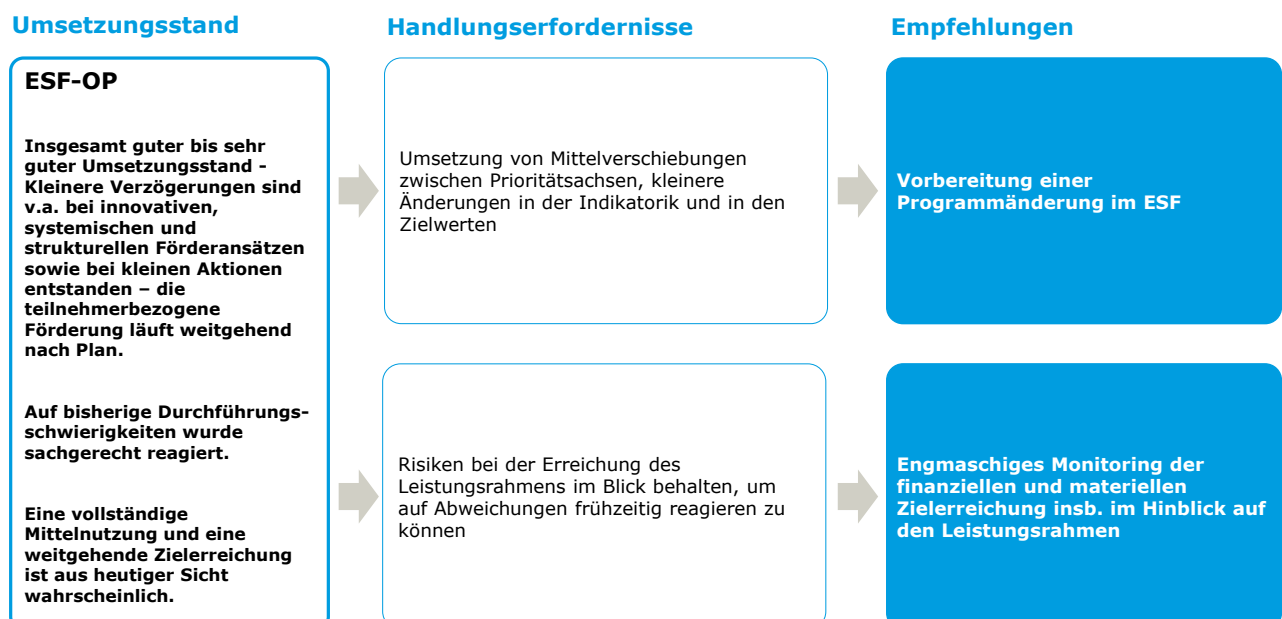 Umsetzungsstand
Handlungserfordernisse
Empfehlungen
ESF-OP
Insgesamt guter bis sehr
guter Umsetzungsstand -
Kleinere Verzögerungen sind
v.a. bei innovativen,
systemischen und
strukturellen Förderansätzen
sowie bei kleinen Aktionen
entstanden – die
teilnehmerbezogene
Förderung läuft weitgehend
nach Plan.
Auf bisherige Durchführungs-
schwierigkeiten wurde
sachgerecht reagiert.
Eine vollständige
Mittelnutzung und eine
weitgehende Zielerreichung
ist aus heutiger Sicht
wahrscheinlich.
Umsetzung von Mittelverschiebungen
zwischen Prioritätsachsen, kleinere
Änderungen in der Indikatorik und in den
Zielwerten
Vorbereitung einer
Programmänderung im ESF
Risiken bei der Erreichung des
Leistungsrahmens im Blick behalten, um
auf Abweichungen frühzeitig reagieren zu
können
Engmaschiges Monitoring der
finanziellen und materiellen
Zielerreichung insb. im Hinblick auf
den Leistungsrahmen